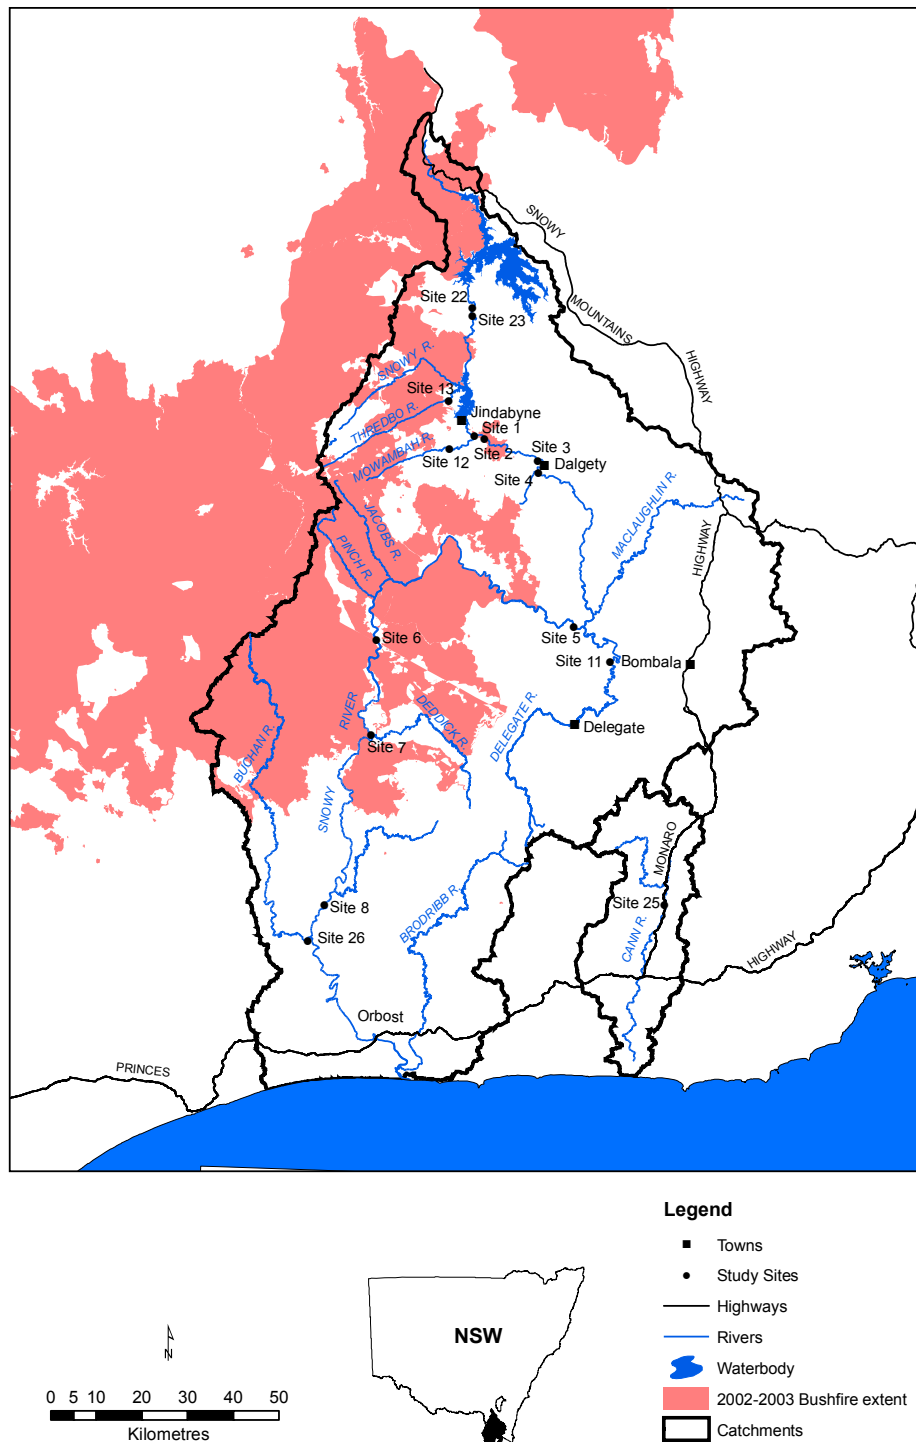 SNOWY
MOUNTAINS
HIGHWAY
Site 22
Site 23
SNOWY R.
Site 13
THREDBO R.
Jindabyne
Site 1
MOWAMBAH R.
Site 2
Site 3
Site 12
Dalgety
Site 4
MACLAUGHLIN R.
JACOBS R.
PINCH R.
HIGHWAY
Site 5
Site 6
Site 11
Bombala
DELEGATE R.
DEDDICK R.
RIVER
Delegate
BUCHAN R.
Site 7
SNOWY
MONARO
Site 8
BRODRIBB R.
Site 25
Site 26
CANN R.
HIGHWAY
Orbost
PRINCES
Legend
Towns
Study Sites
Highways
Rivers
Waterbody
2002-2003 Bushfire extent
Catchments
NSW
N
0 5 10 20 30 40 50
Kilometres